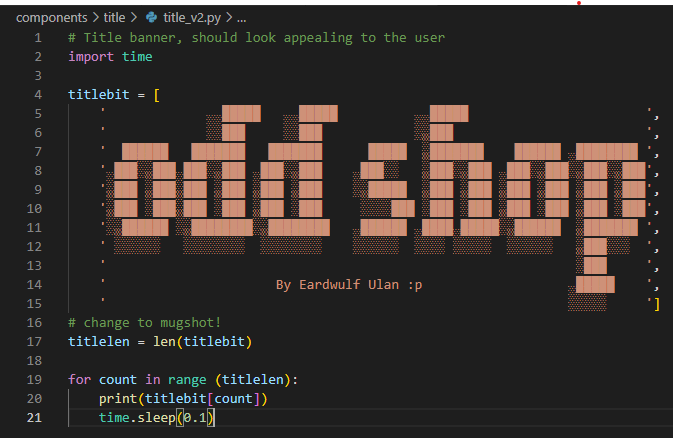 components > title > title_v2.py > ...
1 # Title banner, should look appealing to the user
2 import time
3
4 titlebit = [
5 ' ',
6 ' ',
7 ' ',
8 ' ',
9 ' odd shop ',
10 ' ',
11 ' ',
12 ' ',
13 ' ',
14 ' By Eardwulf Ulan :p ',
15 ' ']
16 # change to mugshot!
17 titlelen = len(titlebit)
18
19 for count in range (titlelen):
20 print(titlebit[count])
21 time.sleep(0.1)